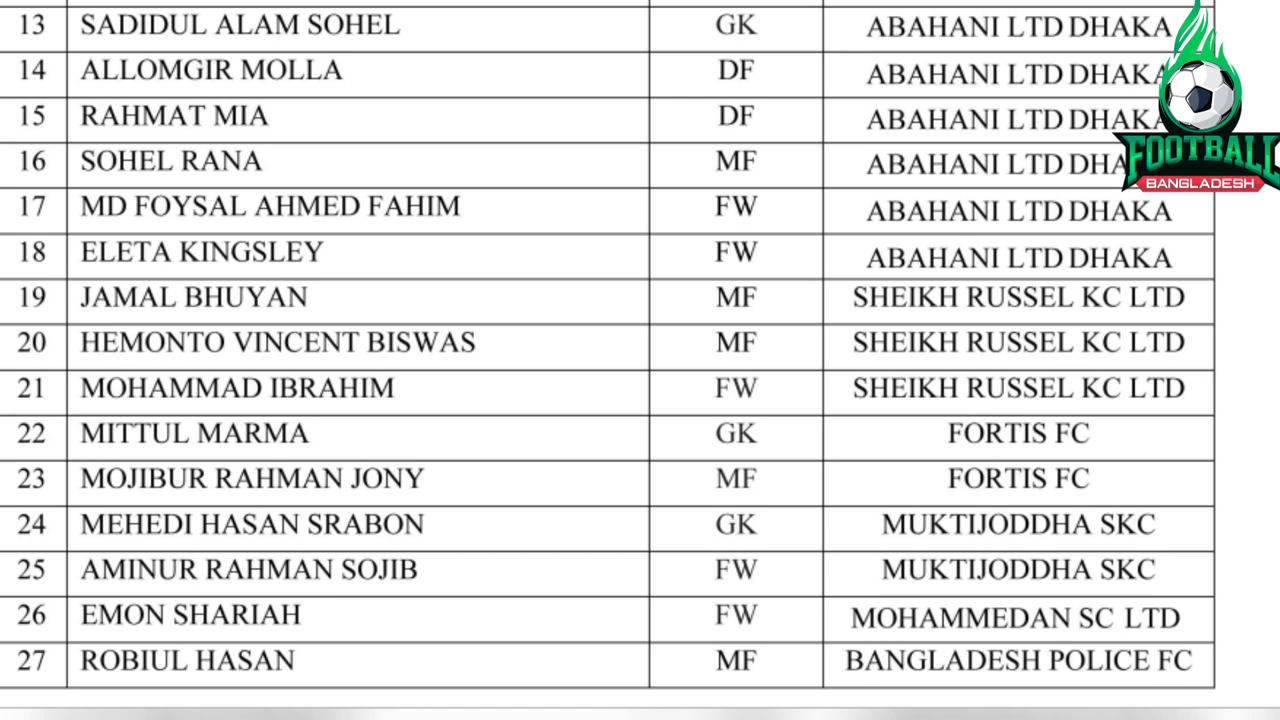 13 SADIDUL ALAM SOHEL GK ABAHANI LTD DHAKA
14 ALLOMGIR MOLLA DF ABAHANI LTD DHAKA
15 RAHMAT MIA DF ABAHANI LTD DHAKA
16 SOHEL RANA MF ABAHANI LTD DHA
17 MD FOYSAL AHMED FAHIM FW ABAHANI LTD DHAKA
18 ELETA KINGSLEY FW ABAHANI LTD DHAKA
19 JAMAL BHUYAN MF SHEIKH RUSSEL KC LTD
20 HEMONTO VINCENT BISWAS MF SHEIKH RUSSEL KC LTD
21 MOHAMMAD IBRAHIM FW SHEIKH RUSSEL KC LTD
22 MITTUL MARMA GK FORTIS FC
23 MOJIBUR RAHMAN JONY MF FORTIS FC
24 MEHEDI HASAN SRABON GK MUKTIJODDHA SKC
25 AMINUR RAHMAN SOJIB FW MUKTIJODDHA SKC
26 EMON SHARIAH FW MOHAMMEDAN SC LTD
27 ROBIUL HASAN MF BANGLADESH POLICE FC
FOOTBALL
BANGLADESH